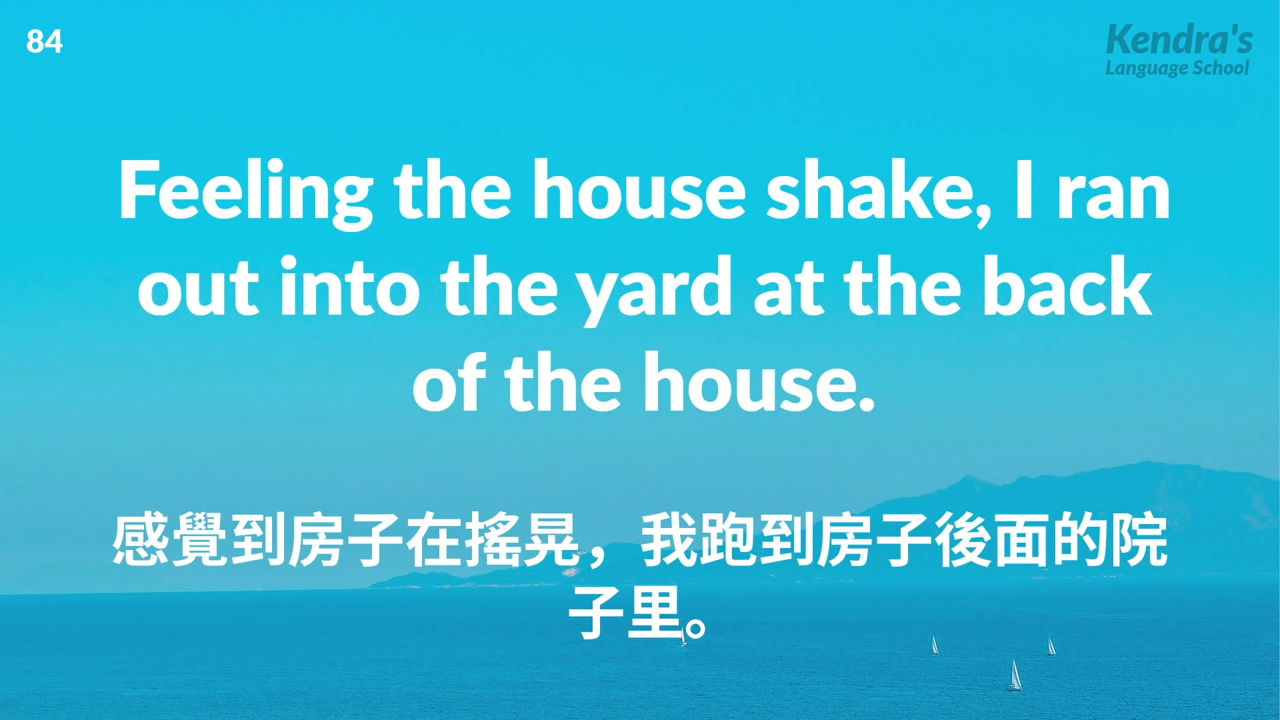 84
Kendra's
Language School
Feeling the house shake, I ran
out into the yard at the back
of the house.
感覺到房子在搖晃，我跑到房子後面的院
子里。